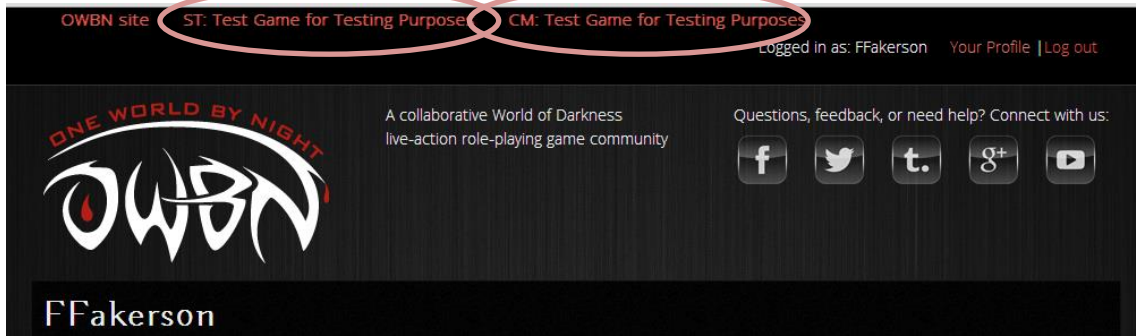 OWBN site ST: Test Game for Testing Purposes CM: Test Game for Testing Purposes
Logged in as: FFakerson Your Profile | Log out
ONE WORLD BY NIGHT
OWBN
A collaborative World of Darkness
live-action role-playing game community
Questions, feedback, or need help? Connect with us:
f t. g+
FFakerson